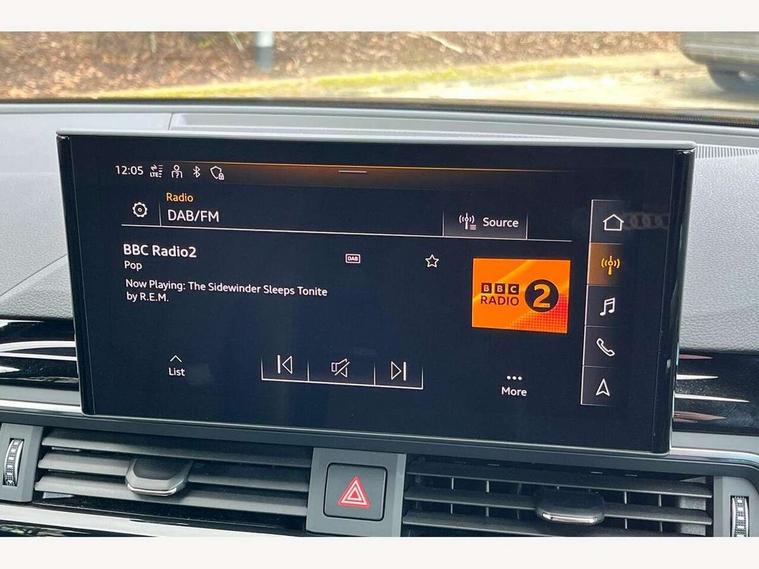 12:05 LTE
Radio
DAB/FM
Source
BBC Radio2
DAB
Pop
Now Playing: The Sidewinder Sleeps Tonite
by R.E.M.
BBC
RADIO 2
List
More